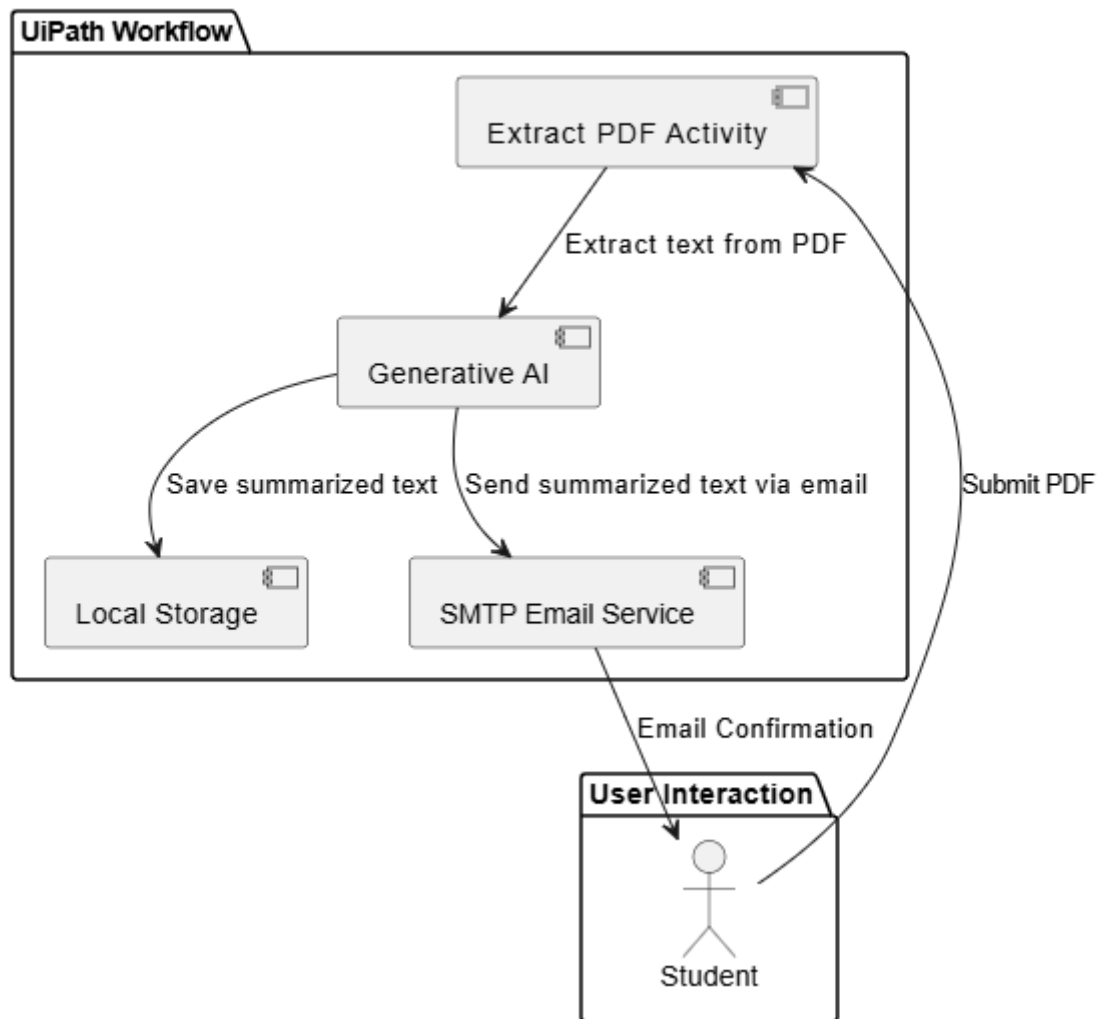 UiPath Workflow
Extract PDF Activity
Extract text from PDF
Generative AI
Save summarized text
Send summarized text via email
Submit PDF
Local Storage
SMTP Email Service
Email Confirmation
User Interaction
Student